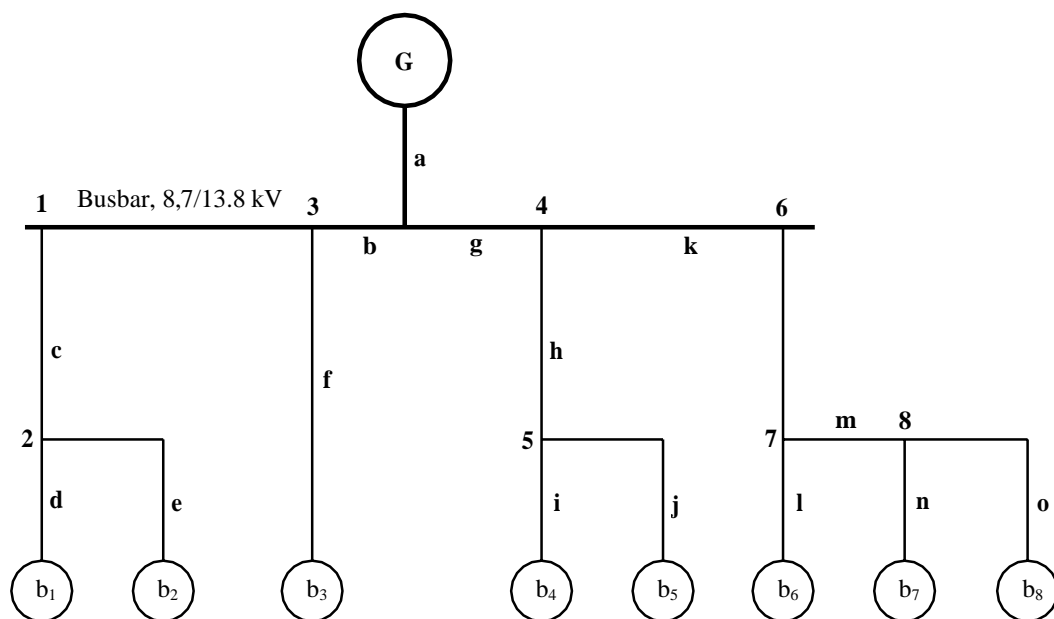 G
a
1 Busbar, 8,7/13.8 kV 3 4 6
b g k
c h
f
2 5 7 m 8
d e i j l n o
b₁ b₂ b₃ b₄ b₅ b₆ b₇ b₈